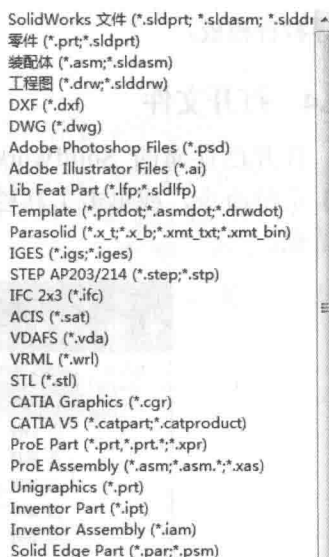 SolidWorks 文件 (*.sldprt; *.sldasm; *.slddr
零件 (*.prt;*.sldprt)
装配体 (*.asm;*.sldasm)
工程图 (*.drw;*.slddrw)
DXF (*.dxf)
DWG (*.dwg)
Adobe Photoshop Files (*.psd)
Adobe Illustrator Files (*.ai)
Lib Feat Part (*.lfp;*.sldlfp)
Template (*.prtdot;*.asmdot;*.drwdot)
Parasolid (*.x_t;*.x_b;*.xmt_txt;*.xmt_bin)
IGES (*.igs;*.iges)
STEP AP203/214 (*.step;*.stp)
IFC 2x3 (*.ifc)
ACIS (*.sat)
VDAFS (*.vda)
VRML (*.wrl)
STL (*.stl)
CATIA Graphics (*.cgr)
CATIA V5 (*.catpart;*.catproduct)
ProE Part (*.prt,*.prt.*;*.xpr)
ProE Assembly (*.asm;*.asm.*;*.xas)
Unigraphics (*.prt)
Inventor Part (*.ipt)
Inventor Assembly (*.iam)
Solid Edge Part (*.par;*.psm)